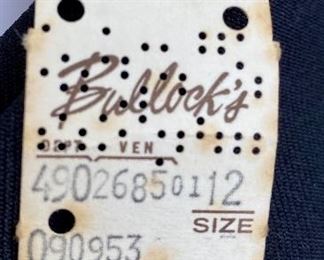 Bullock's
DEPT VEN
49026850112
SIZE
090953